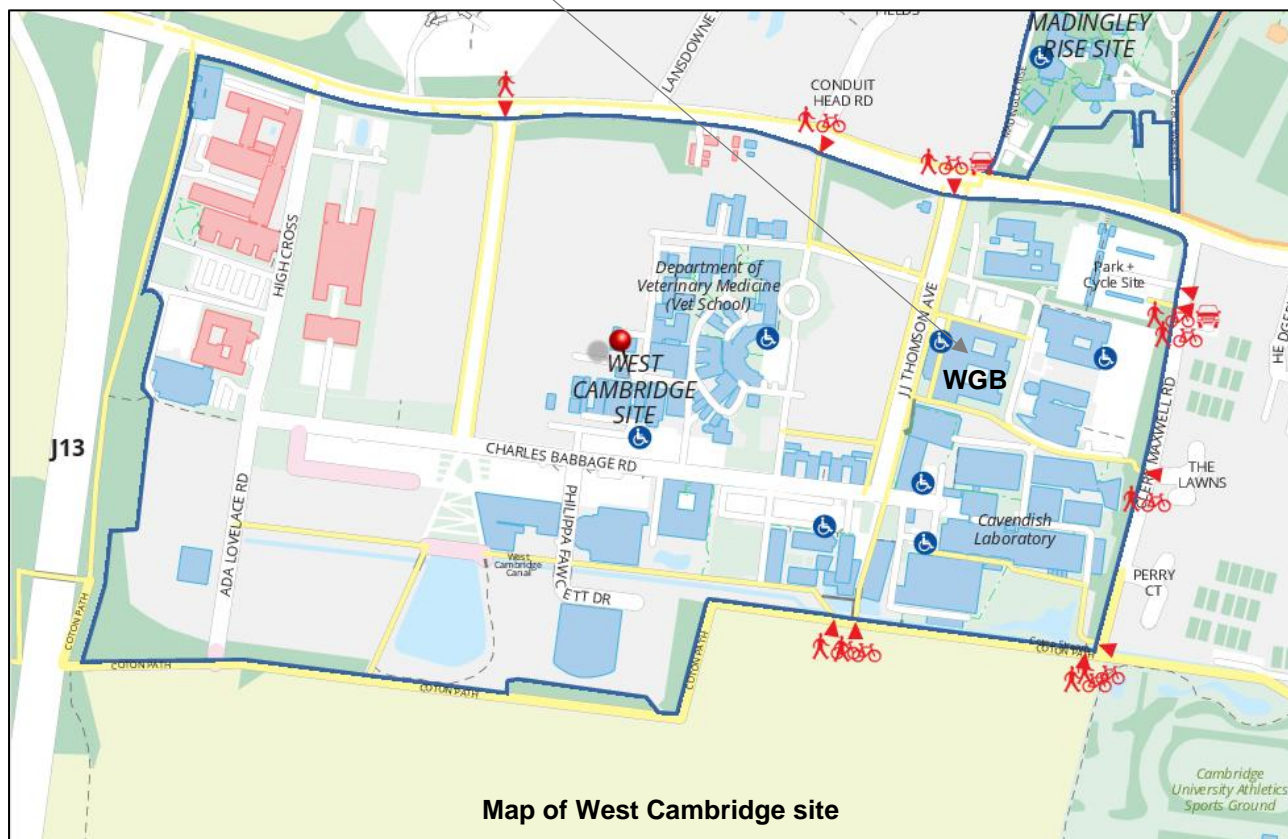 MADINGLEY
RISE SITE
LANSDOWNE
CONDUIT
HEAD RD
HIGH CROSS
Department of
Veterinary Medicine
(Vet School)
Park +
Cycle Site
JJ THOMSON AVE
WGB
WEST
CAMBRIDGE
SITE
J13
CHARLES BABBAGE RD
CLERK MAXWELL RD
THE
LAWNS
ADA LOVELACE RD
PHILIPPA FAWCETT DR
Cavendish
Laboratory
West
Cambridge
Canal
PERRY
CT
COTON PATH
COTON PATH
COTON PATH
COTON PATH
COTON PATH
Cambridge
University Athletics
Sports Ground
Map of West Cambridge site